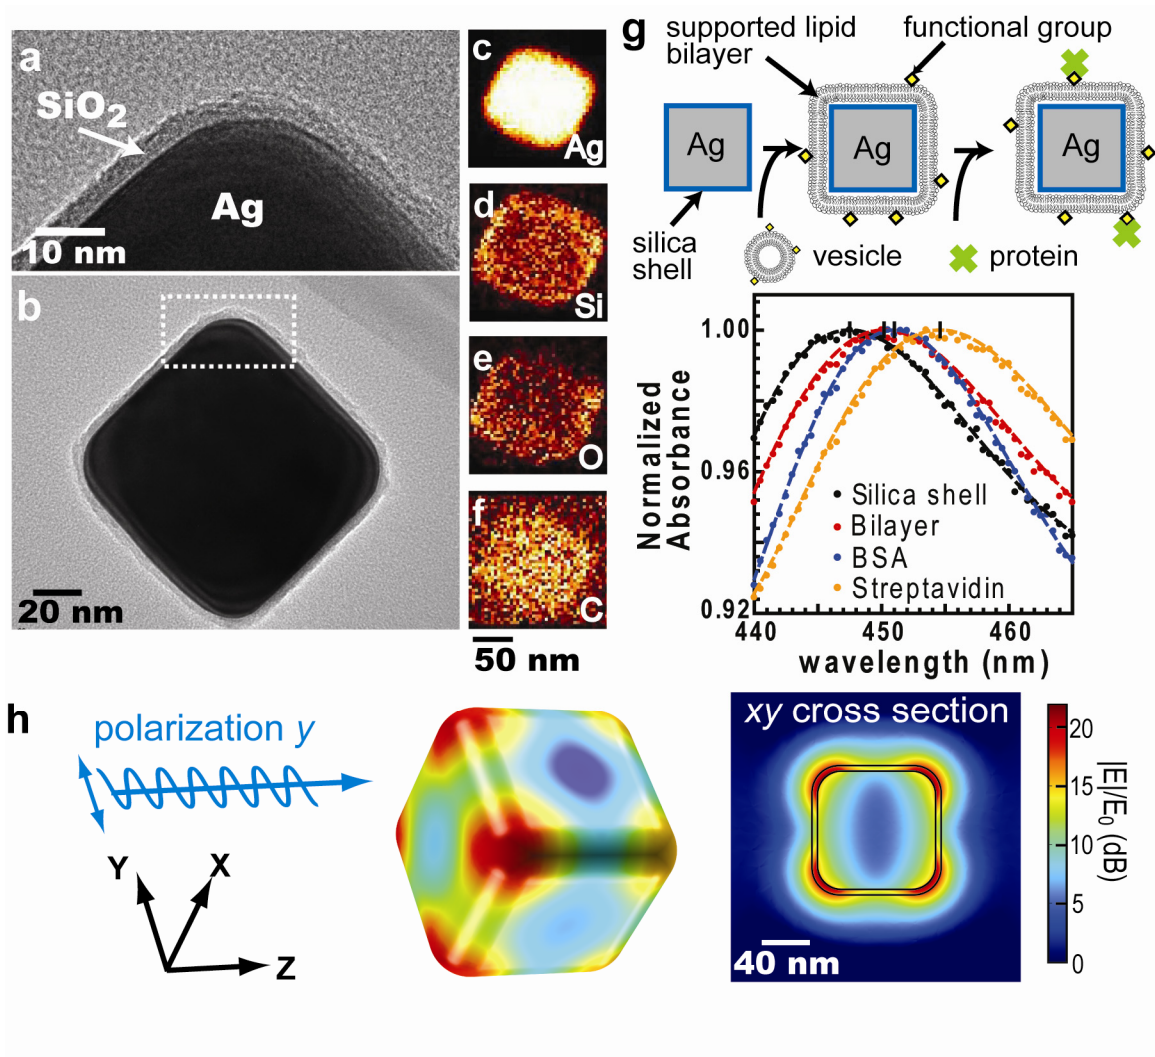 a
SiO2
Ag
10 nm
b
20 nm
c
Ag
d
Si
e
O
f
C
50 nm
g
supported lipid
bilayer
functional group
Ag
Ag
Ag
silica
shell
vesicle
protein
Normalized
Absorbance
1.00
0.96
0.92
Silica shell
Bilayer
BSA
Streptavidin
440
450
460
wavelength (nm)
h
polarization y
Y
X
Z
xy cross section
40 nm
20
15
10
5
0
|E|/E0 (dB)